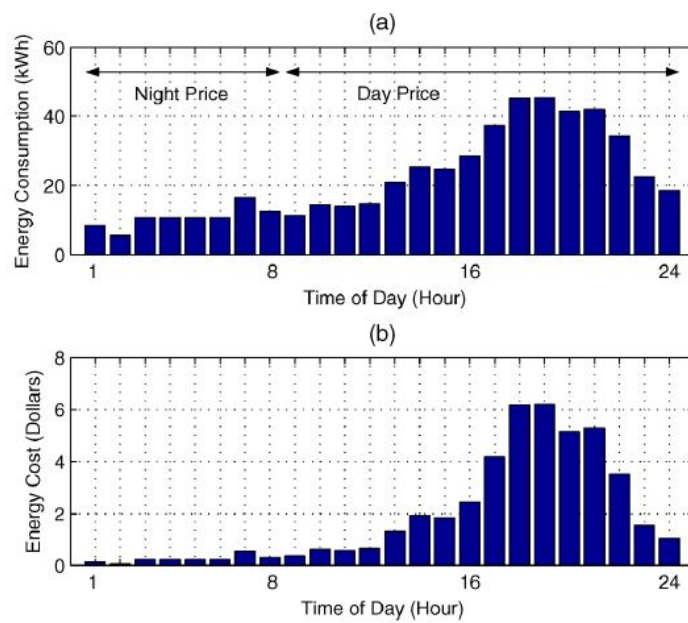 (a)
60
40
20
0
Energy Consumption (kWh)
Night Price
Day Price
1
8
16
24
Time of Day (Hour)
(b)
8
6
4
2
0
Energy Cost (Dollars)
1
8
16
24
Time of Day (Hour)